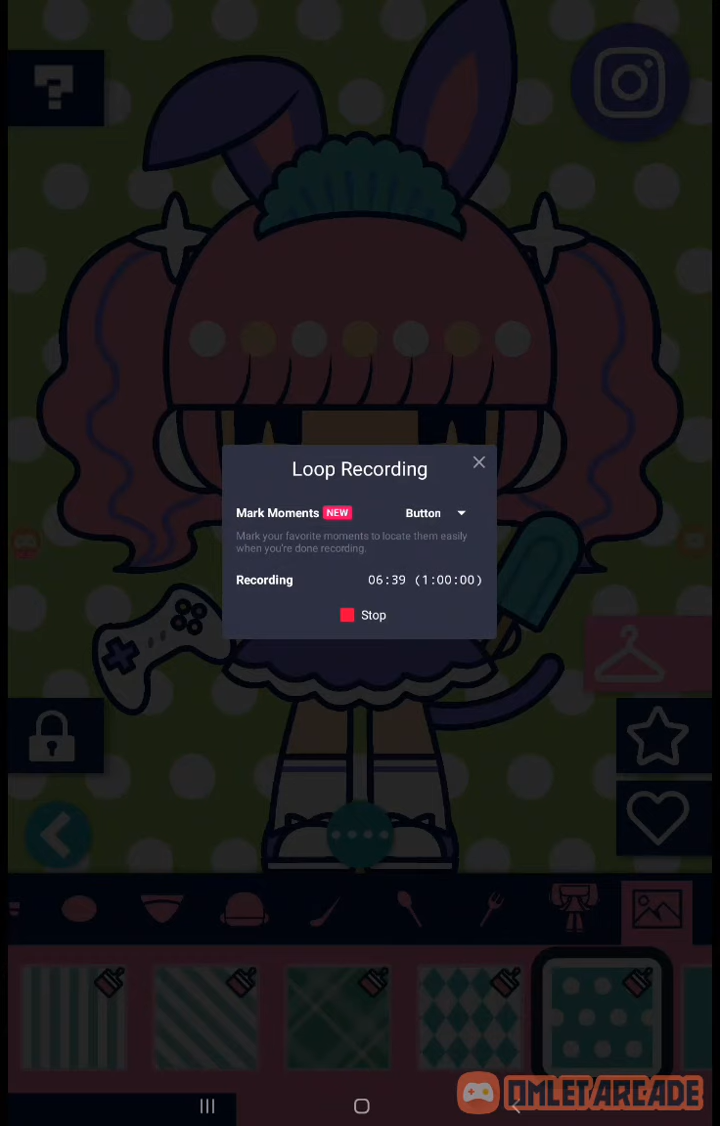 Loop Recording
Mark Moments NEW Button
Mark your favorite moments to locate them easily
when you're done recording.
Recording 06:39 (1:00:00)
Stop
OMLET ARCADE